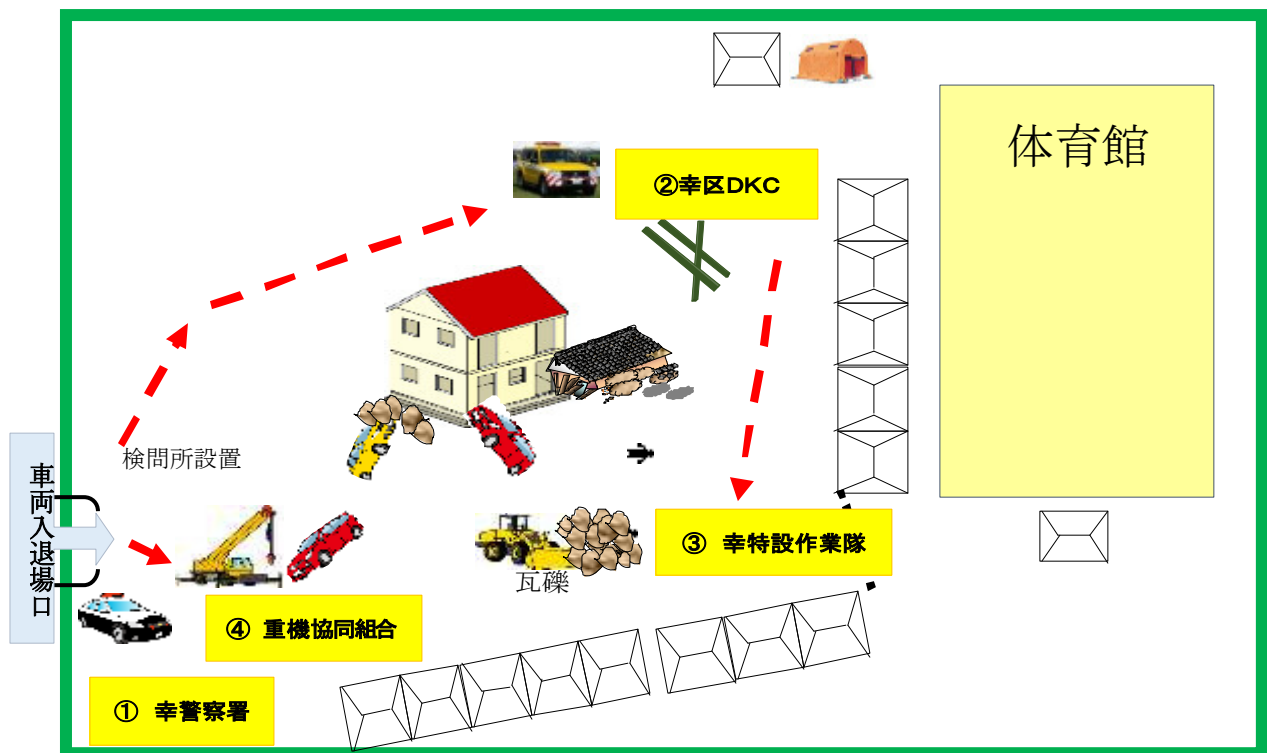 体育館
②幸区DKC
検問所設置
車両入退場口
③ 幸特設作業隊
瓦礫
④ 重機協同組合
① 幸警察署